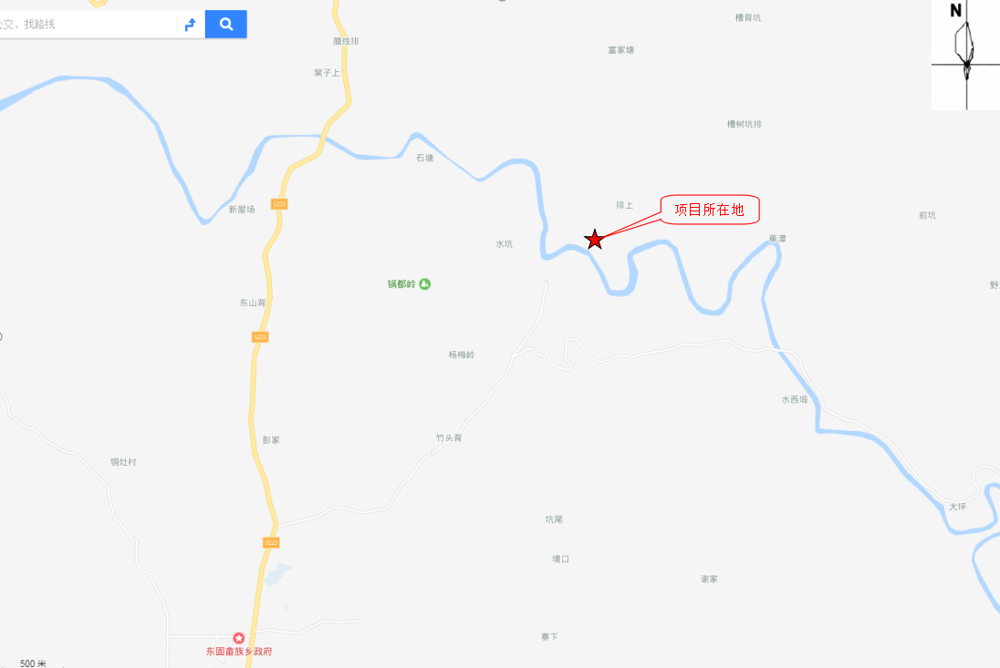 公交、找路线
N
槽背坑
腊烛排
富家塘
窝子上
槽树坑排
石塘
排上
项目所在地
S223
新屋场
前坑
水坑
蕉潭
锅都岭
东山背
S223
杨梅岭
水西塅
竹头背
彭家
铜灶村
大坪
坑尾
S223
境口
谢家
寨下
东固畲族乡政府
500 米